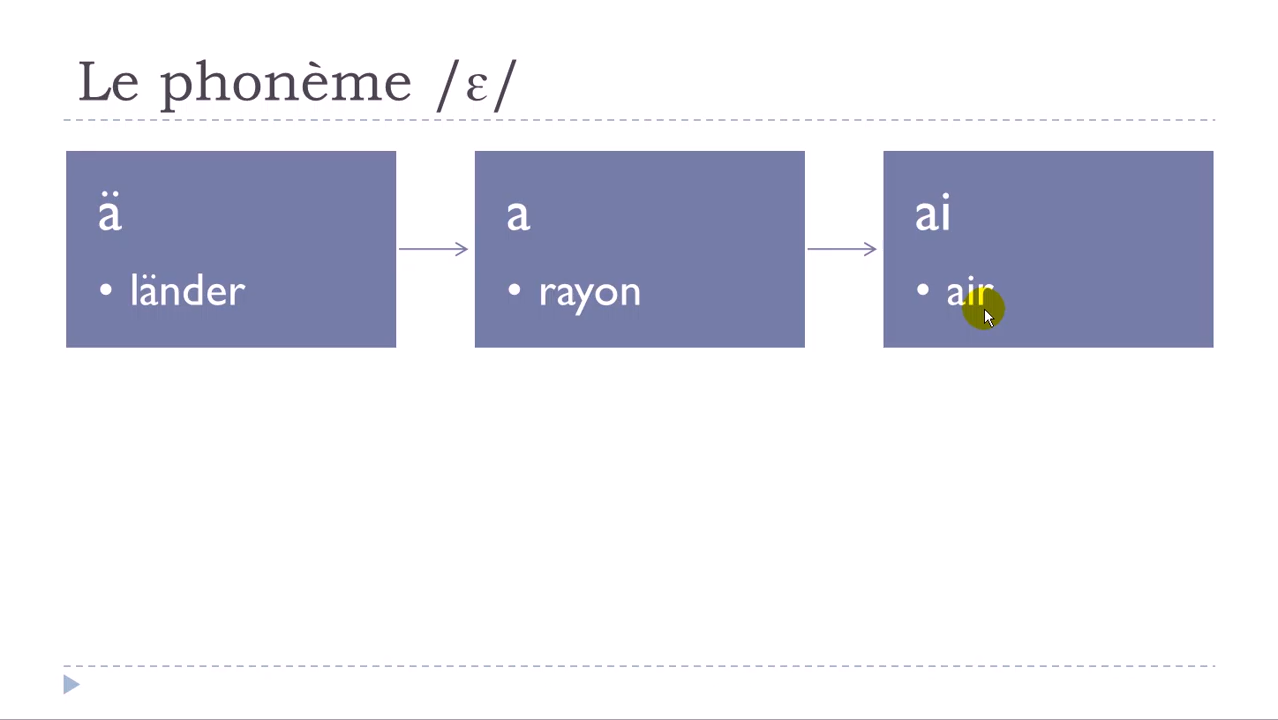 Le phonème /ɛ/
ä
• länder
a
• rayon
ai
• air